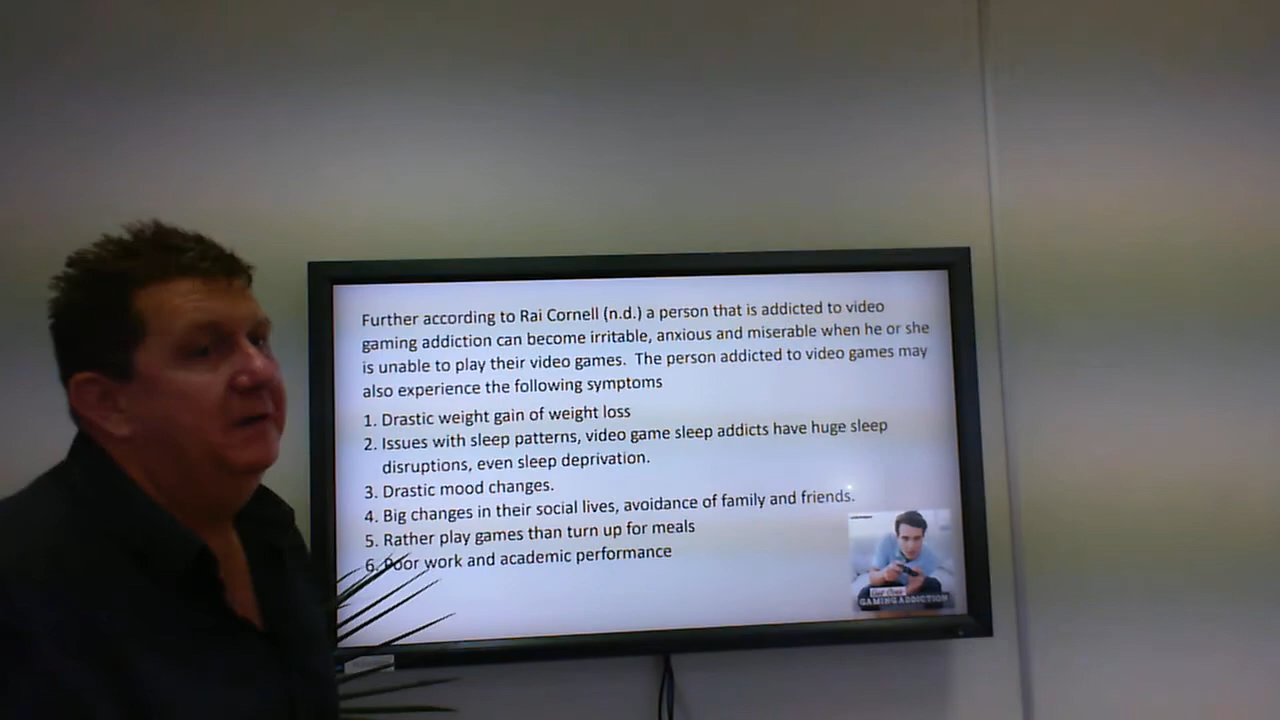 Further according to Rai Cornell (n.d.) a person that is addicted to video
gaming addiction can become irritable, anxious and miserable when he or she
is unable to play their video games. The person addicted to video games may
also experience the following symptoms
1. Drastic weight gain of weight loss
2. Issues with sleep patterns, video game sleep addicts have huge sleep
disruptions, even sleep deprivation.
3. Drastic mood changes.
4. Big changes in their social lives, avoidance of family and friends.
5. Rather play games than turn up for meals
6. Poor work and academic performance
GAMING ADDICTION